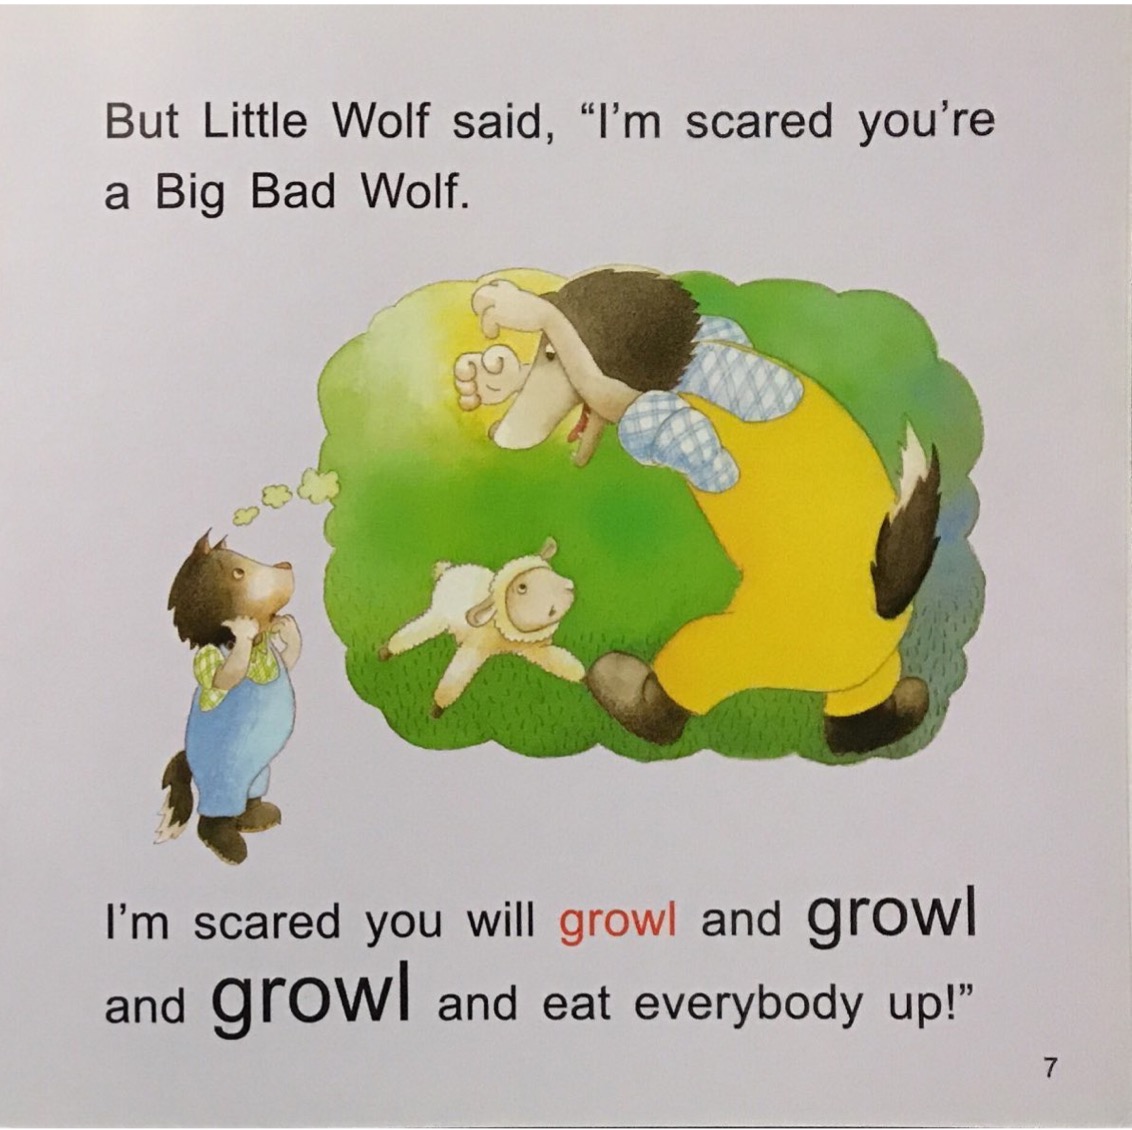 But Little Wolf said, “I’m scared you’re
a Big Bad Wolf.
I’m scared you will growl and growl
and growl and eat everybody up!”
7